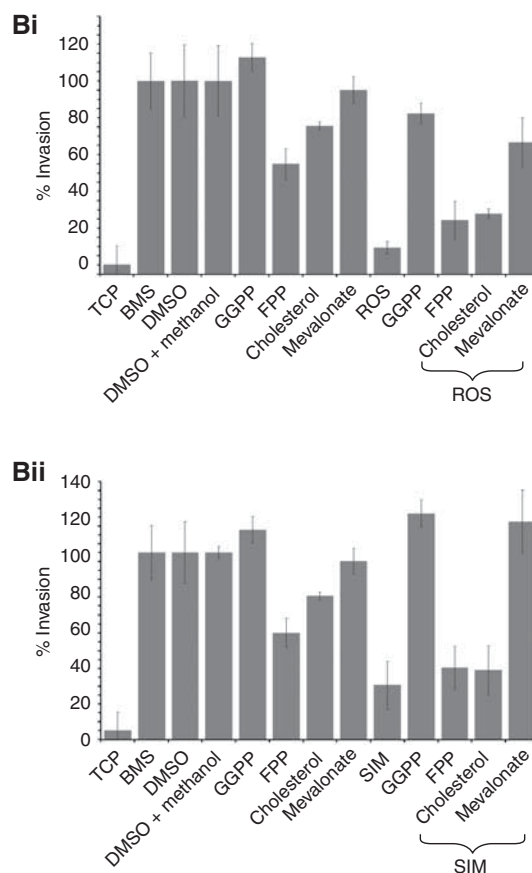 Bi
120
100
80
60
40
20
0
% Invasion
TCP
BMS
DMSO
DMSO + methanol
GGPP
FPP
Cholesterol
Mevalonate
ROS
GGPP
FPP
Cholesterol
Mevalonate
ROS
Bii
140
120
100
80
60
40
20
0
% Invasion
TCP
BMS
DMSO
DMSO + methanol
GGPP
FPP
Cholesterol
Mevalonate
SIM
GGPP
FPP
Cholesterol
Mevalonate
SIM